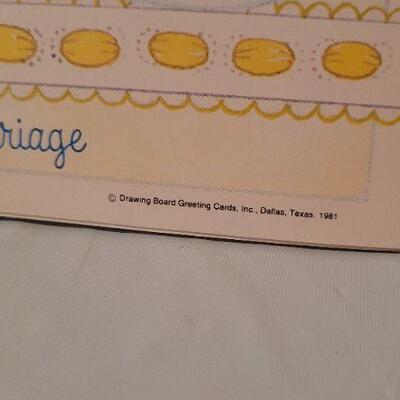 riage
© Drawing Board Greeting Cards, Inc., Dallas, Texas. 1981